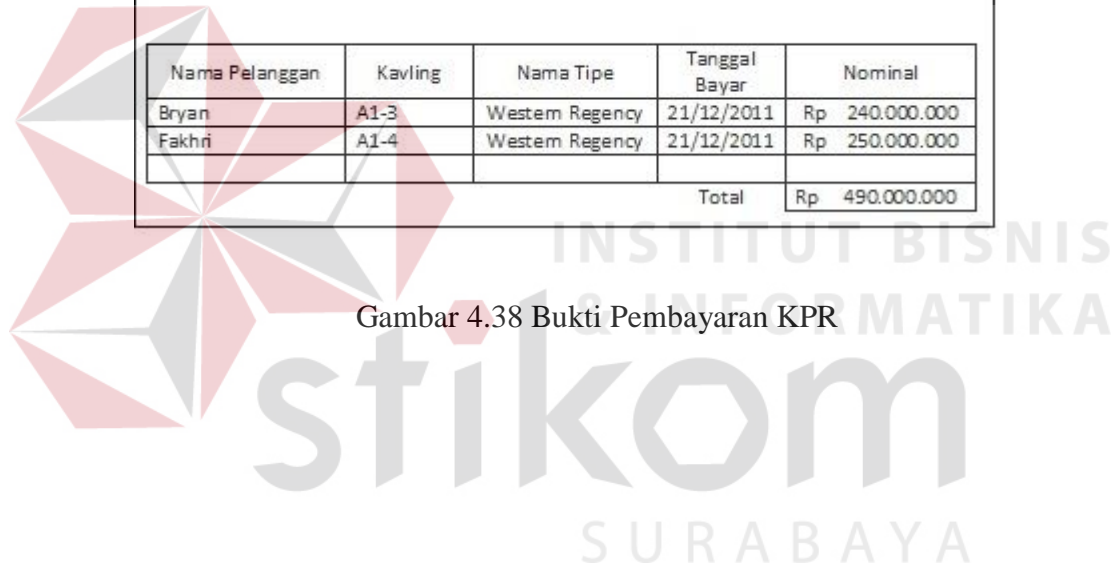 Nama Pelanggan Kavling Nama Tipe Tanggal Bayar Nominal
Bryan A1-3 Western Regency 21/12/2011 Rp 240.000.000
Fakhri A1-4 Western Regency 21/12/2011 Rp 250.000.000
Total Rp 490.000.000
INSTITUT BISNIS
& INFORMATIKA
Gambar 4.38 Bukti Pembayaran KPR
stikom
SURABAYA